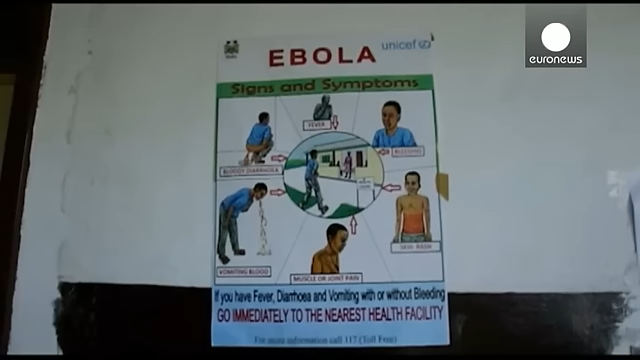 euronews
EBOLA
unicef
Signs and Symptoms
FEVER
BLEEDING
BLOODY DIARRHOEA
SKIN RASH
VOMITING BLOOD
MUSCLE OR JOINT PAIN
If you have Fever, Diarrhoea and Vomiting with or without Bleeding
GO IMMEDIATELY TO THE NEAREST HEALTH FACILITY
For more information call 117 (Toll Free)